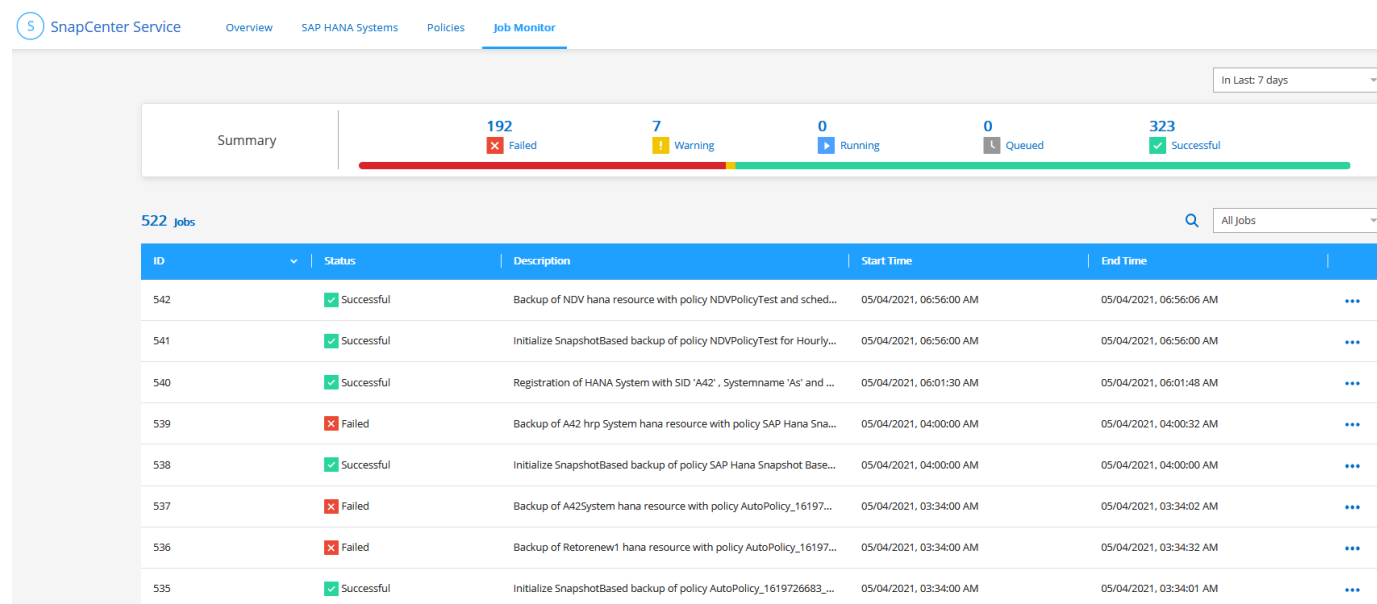 S SnapCenter Service Overview SAP HANA Systems Policies Job Monitor
In Last: 7 days
Summary
192 7 0 0 323
Failed Warning Running Queued Successful
522 Jobs All Jobs
ID Status Description Start Time End Time
542 Successful Backup of NDV hana resource with policy NDVPolicyTest and sched... 05/04/2021, 06:56:00 AM 05/04/2021, 06:56:06 AM
541 Successful Initialize SnapshotBased backup of policy NDVPolicyTest for Hourly... 05/04/2021, 06:56:00 AM 05/04/2021, 06:56:00 AM
540 Successful Registration of HANA System with SID 'A42' , Systemname 'As' and ... 05/04/2021, 06:01:30 AM 05/04/2021, 06:01:48 AM
539 Failed Backup of A42 hrp System hana resource with policy SAP Hana Sna... 05/04/2021, 04:00:00 AM 05/04/2021, 04:00:32 AM
538 Successful Initialize SnapshotBased backup of policy SAP Hana Snapshot Base... 05/04/2021, 04:00:00 AM 05/04/2021, 04:00:00 AM
537 Failed Backup of A42System hana resource with policy AutoPolicy_16197... 05/04/2021, 03:34:00 AM 05/04/2021, 03:34:02 AM
536 Failed Backup of Retorenew1 hana resource with policy AutoPolicy_16197... 05/04/2021, 03:34:00 AM 05/04/2021, 03:34:32 AM
535 Successful Initialize SnapshotBased backup of policy AutoPolicy_1619726683_... 05/04/2021, 03:34:00 AM 05/04/2021, 03:34:01 AM